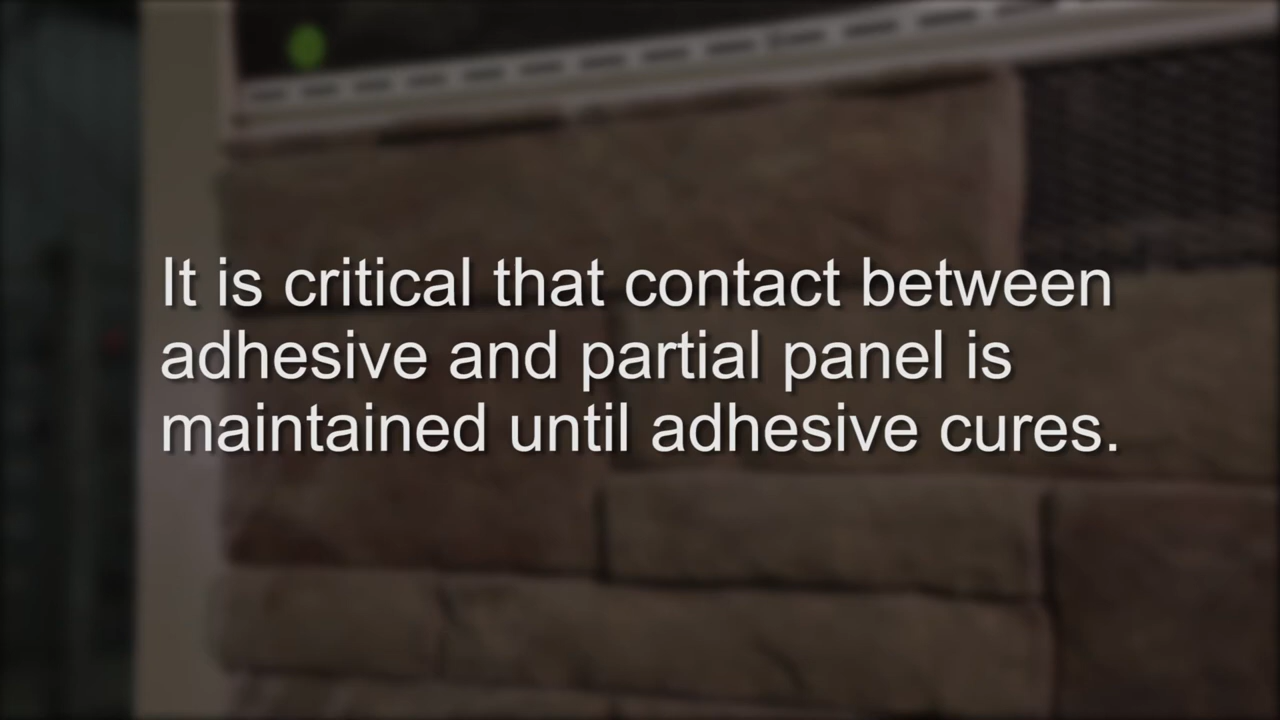 It is critical that contact between
adhesive and partial panel is
maintained until adhesive cures.